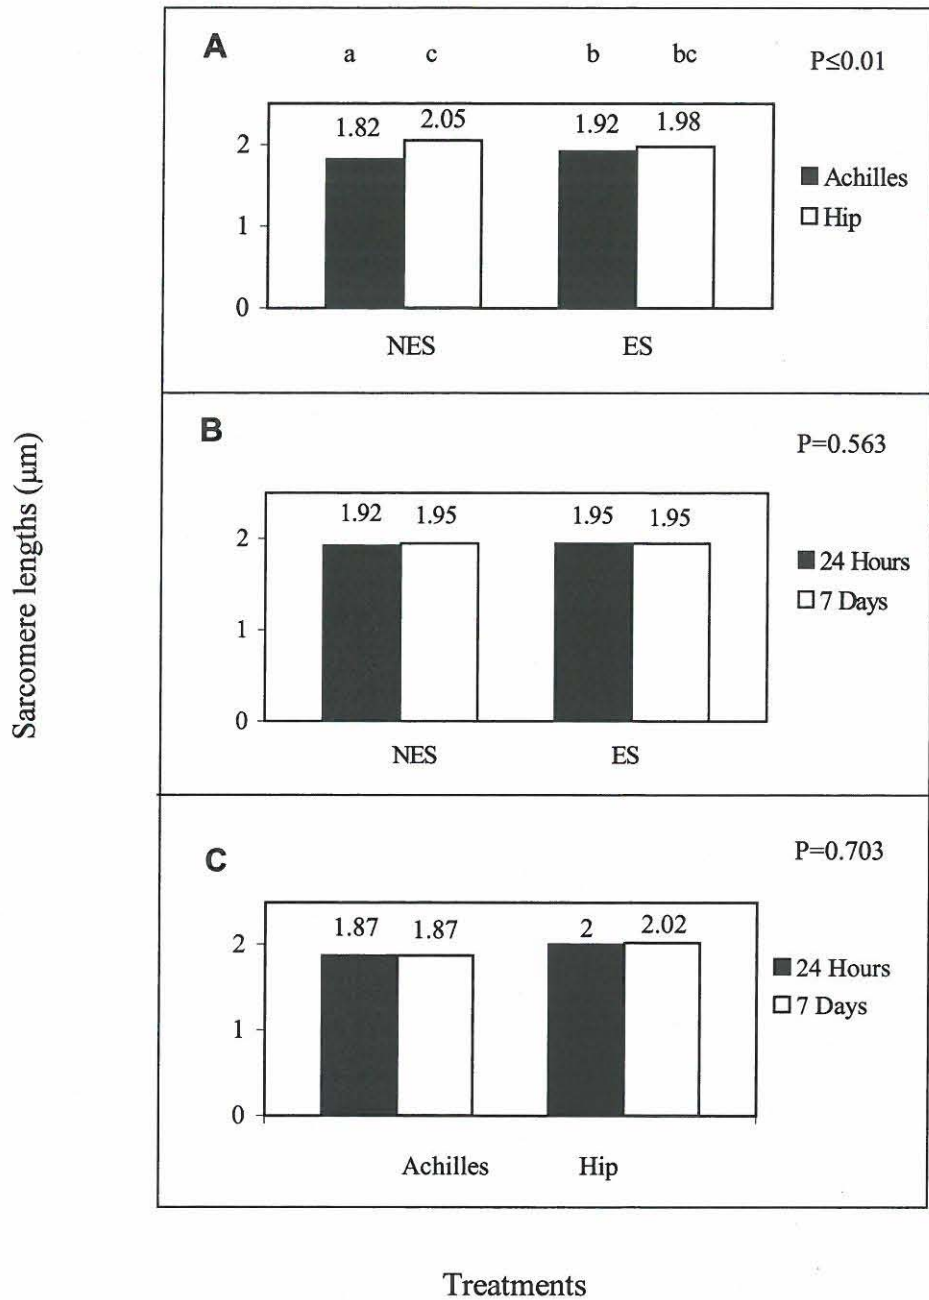 Sarcomere lengths (µm)
A
a c b bc
P≤0.01
1.82 2.05 1.92 1.98
2
1
0
Achilles
Hip
NES ES
B
P=0.563
1.92 1.95 1.95 1.95
2
1
0
24 Hours
7 Days
NES ES
C
P=0.703
1.87 1.87 2 2.02
2
1
0
24 Hours
7 Days
Achilles Hip
Treatments